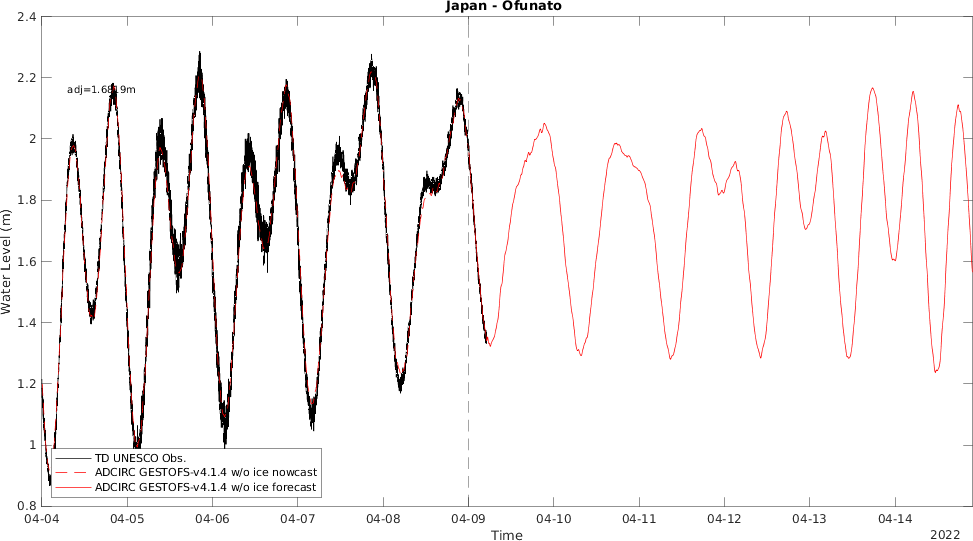 Japan - Ofunato
2.4
2.2
2
1.8
1.6
1.4
1.2
1
0.8
Water Level (m)
adj=1.6819m
TD UNESCO Obs.
ADCIRC GESTOFS-v4.1.4 w/o ice nowcast
ADCIRC GESTOFS-v4.1.4 w/o ice forecast
04-04 04-05 04-06 04-07 04-08 04-09 04-10 04-11 04-12 04-13 04-14
Time
2022